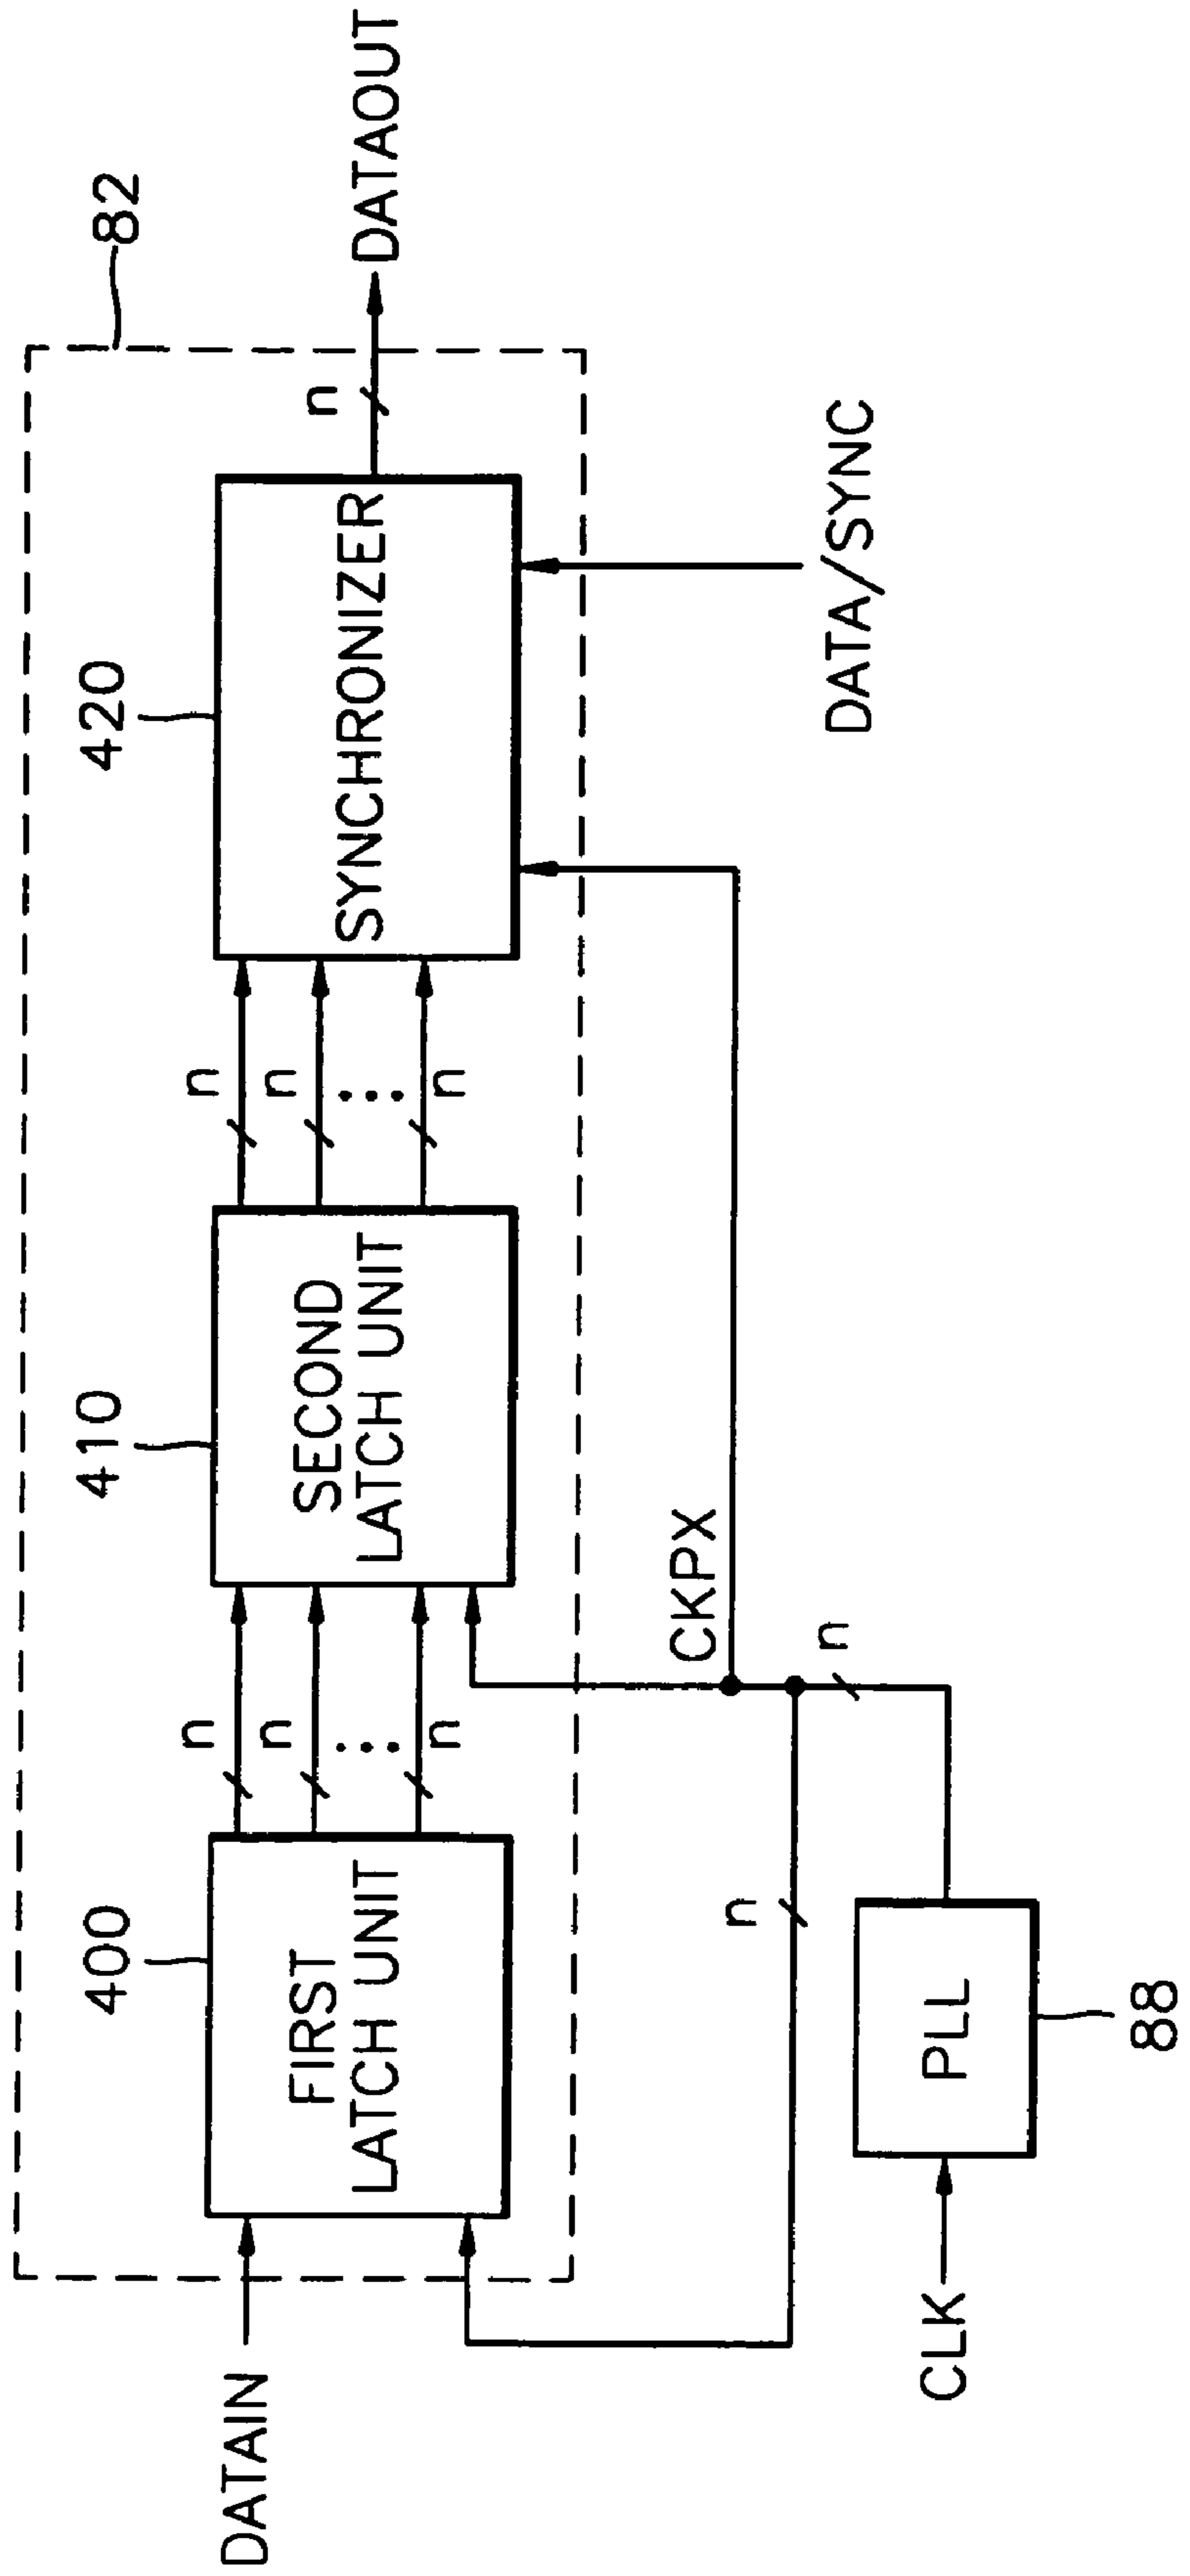 82
400
410
420
DATAIN
FIRST
LATCH UNIT
n
n
n
SECOND
LATCH UNIT
n
n
n
SYNCHRONIZER
n
DATAOUT
n
CKPX
n
DATA/SYNC
CLK
PLL
88